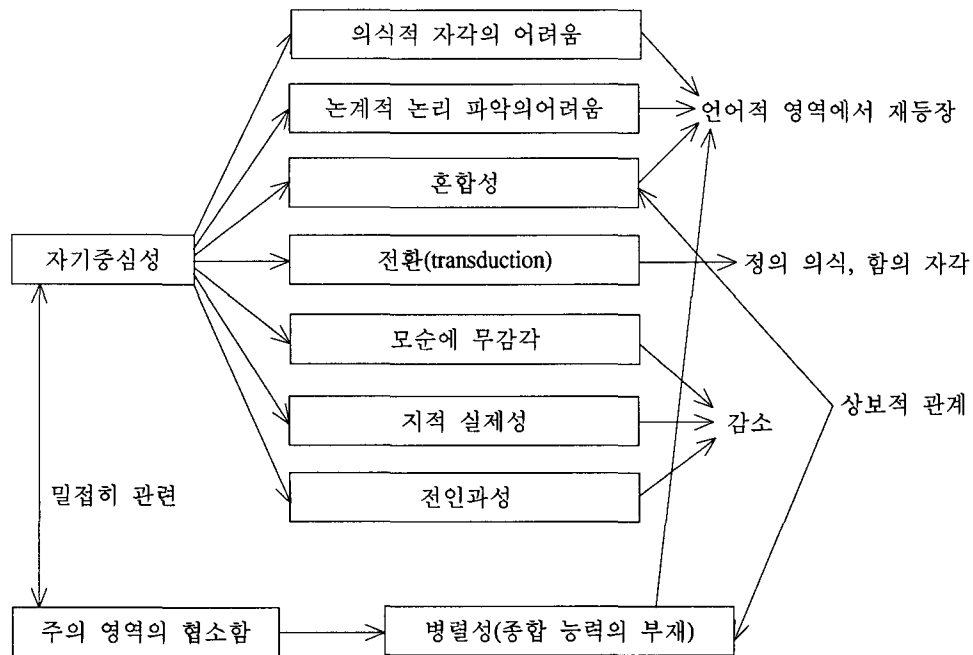 의식적 자각의 어려움
논계적 논리 파악의어려움
언어적 영역에서 재등장
혼합성
자기중심성
전환(transduction)
정의 의식, 함의 자각
모순에 무감각
지적 실제성
감소
상보적 관계
전인과성
밀접히 관련
주의 영역의 협소함
병렬성(종합 능력의 부재)